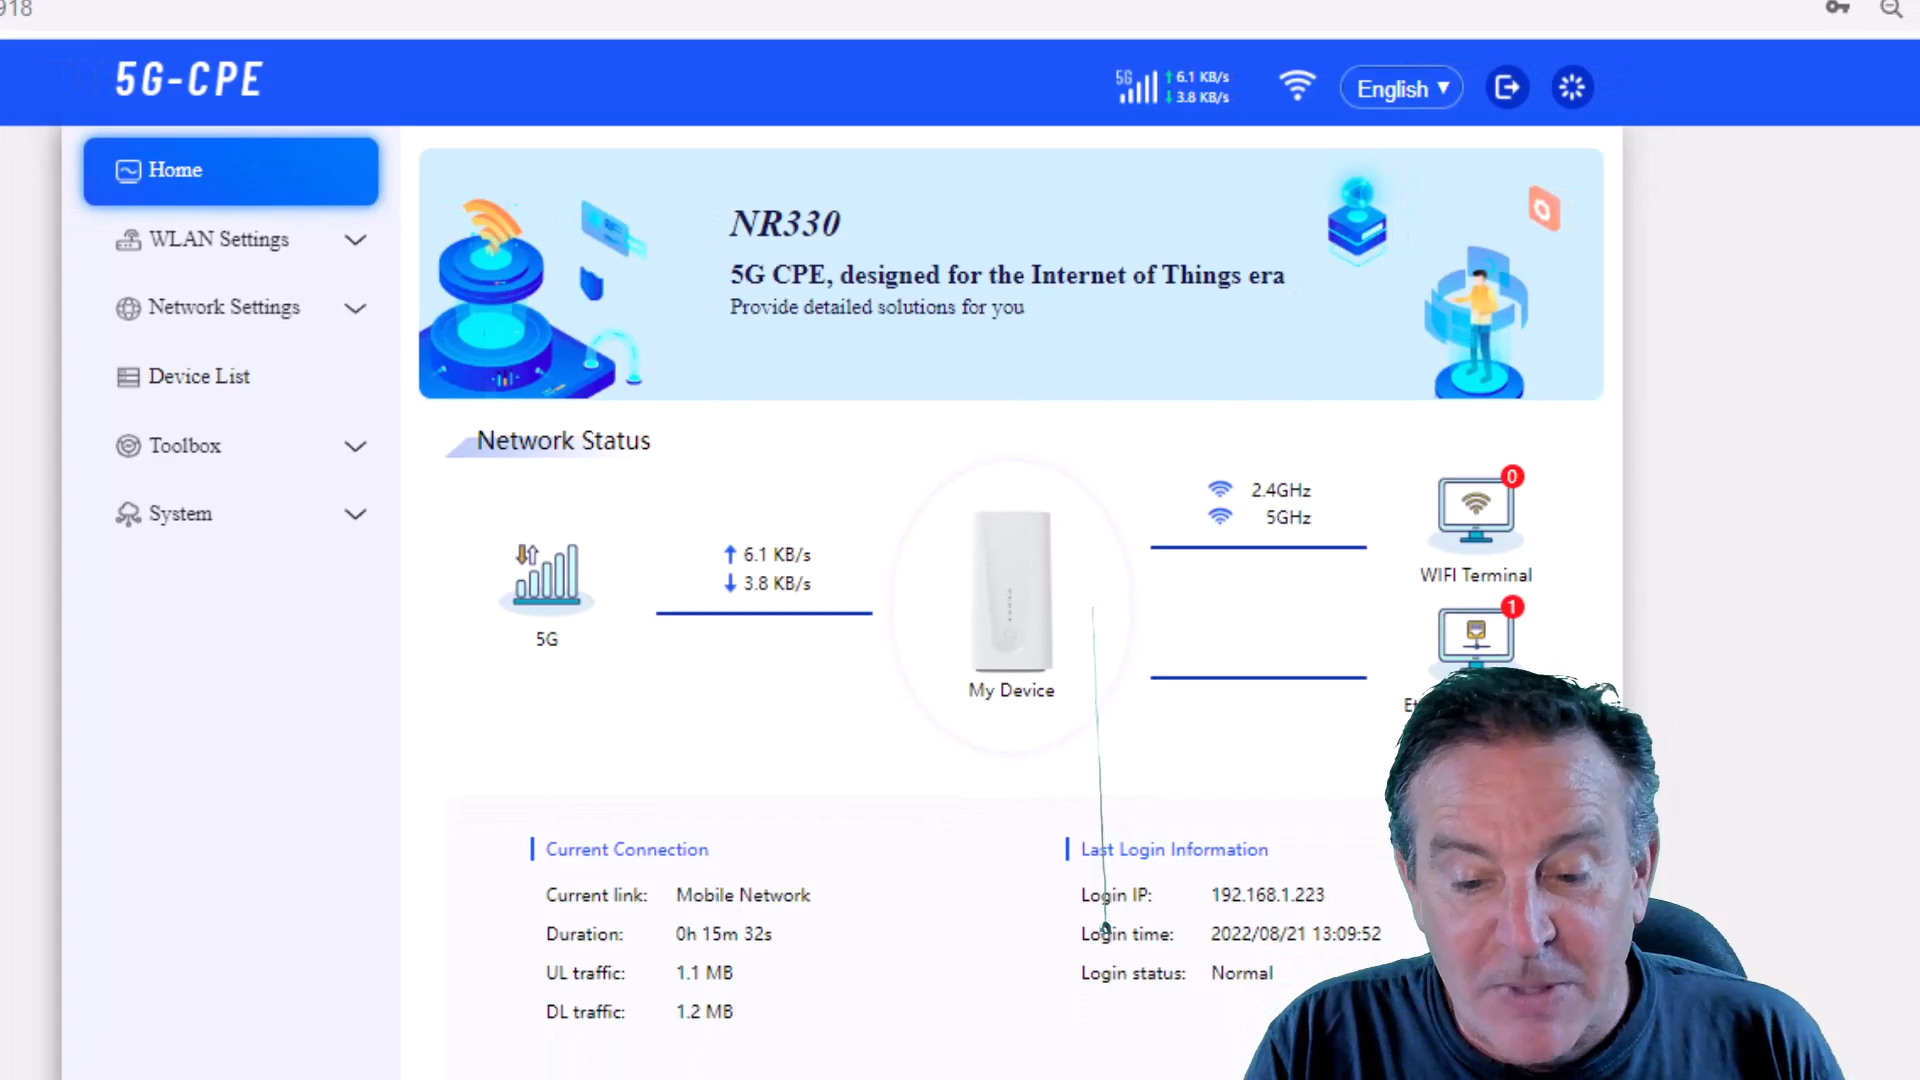 918
5G-CPE
5G
6.1 KB/s
3.8 KB/s
English
Home
WLAN Settings
Network Settings
Device List
Toolbox
System
NR330
5G CPE, designed for the Internet of Things era
Provide detailed solutions for you
Network Status
2.4GHz
5GHz
0
WIFI Terminal
1
6.1 KB/s
3.8 KB/s
5G
My Device
Current Connection
Current link: Mobile Network
Duration: 0h 15m 32s
UL traffic: 1.1 MB
DL traffic: 1.2 MB
Last Login Information
Login IP: 192.168.1.223
Login time: 2022/08/21 13:09:52
Login status: Normal